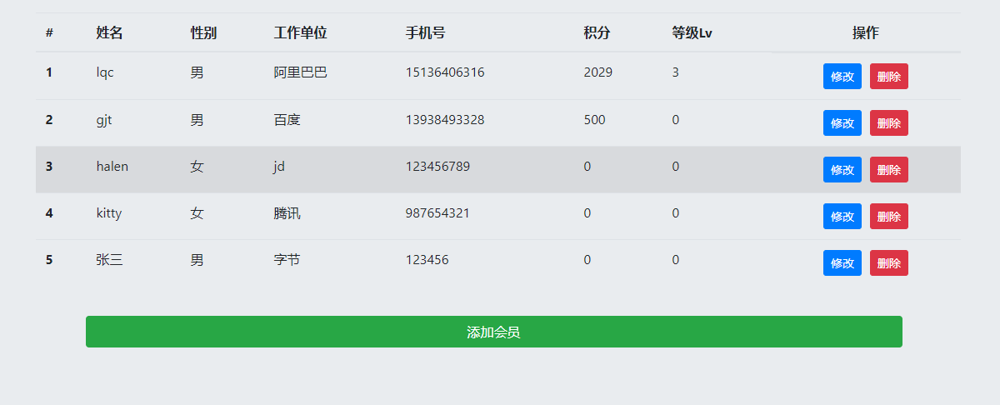 # 姓名 性别 工作单位 手机号 积分 等级Lv 操作
1 lqc 男 阿里巴巴 15136406316 2029 3 修改 删除
2 gjt 男 百度 13938493328 500 0 修改 删除
3 halen 女 jd 123456789 0 0 修改 删除
4 kitty 女 腾讯 987654321 0 0 修改 删除
5 张三 男 字节 123456 0 0 修改 删除
添加会员